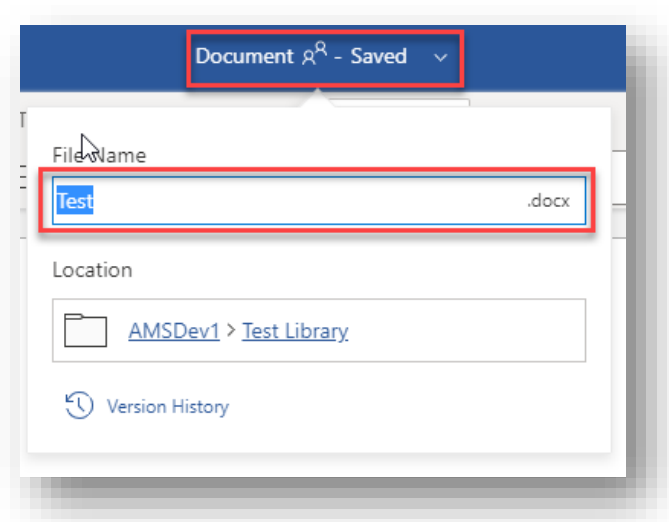 Document - Saved
File Name
Test .docx
Location
AMSDev1 > Test Library
Version History